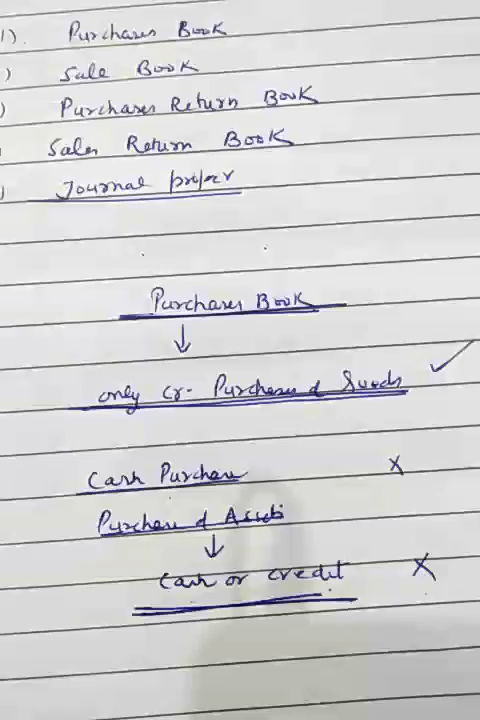 1). Purchases Book
) Sale Book
) Purchases Return Book
Sales Return Book
) Journal proper
Purchases Book
↓
only cr- Purchases of Goods ✓
Cash Purchase X
Purchase of Assets
↓
Cash or credit X